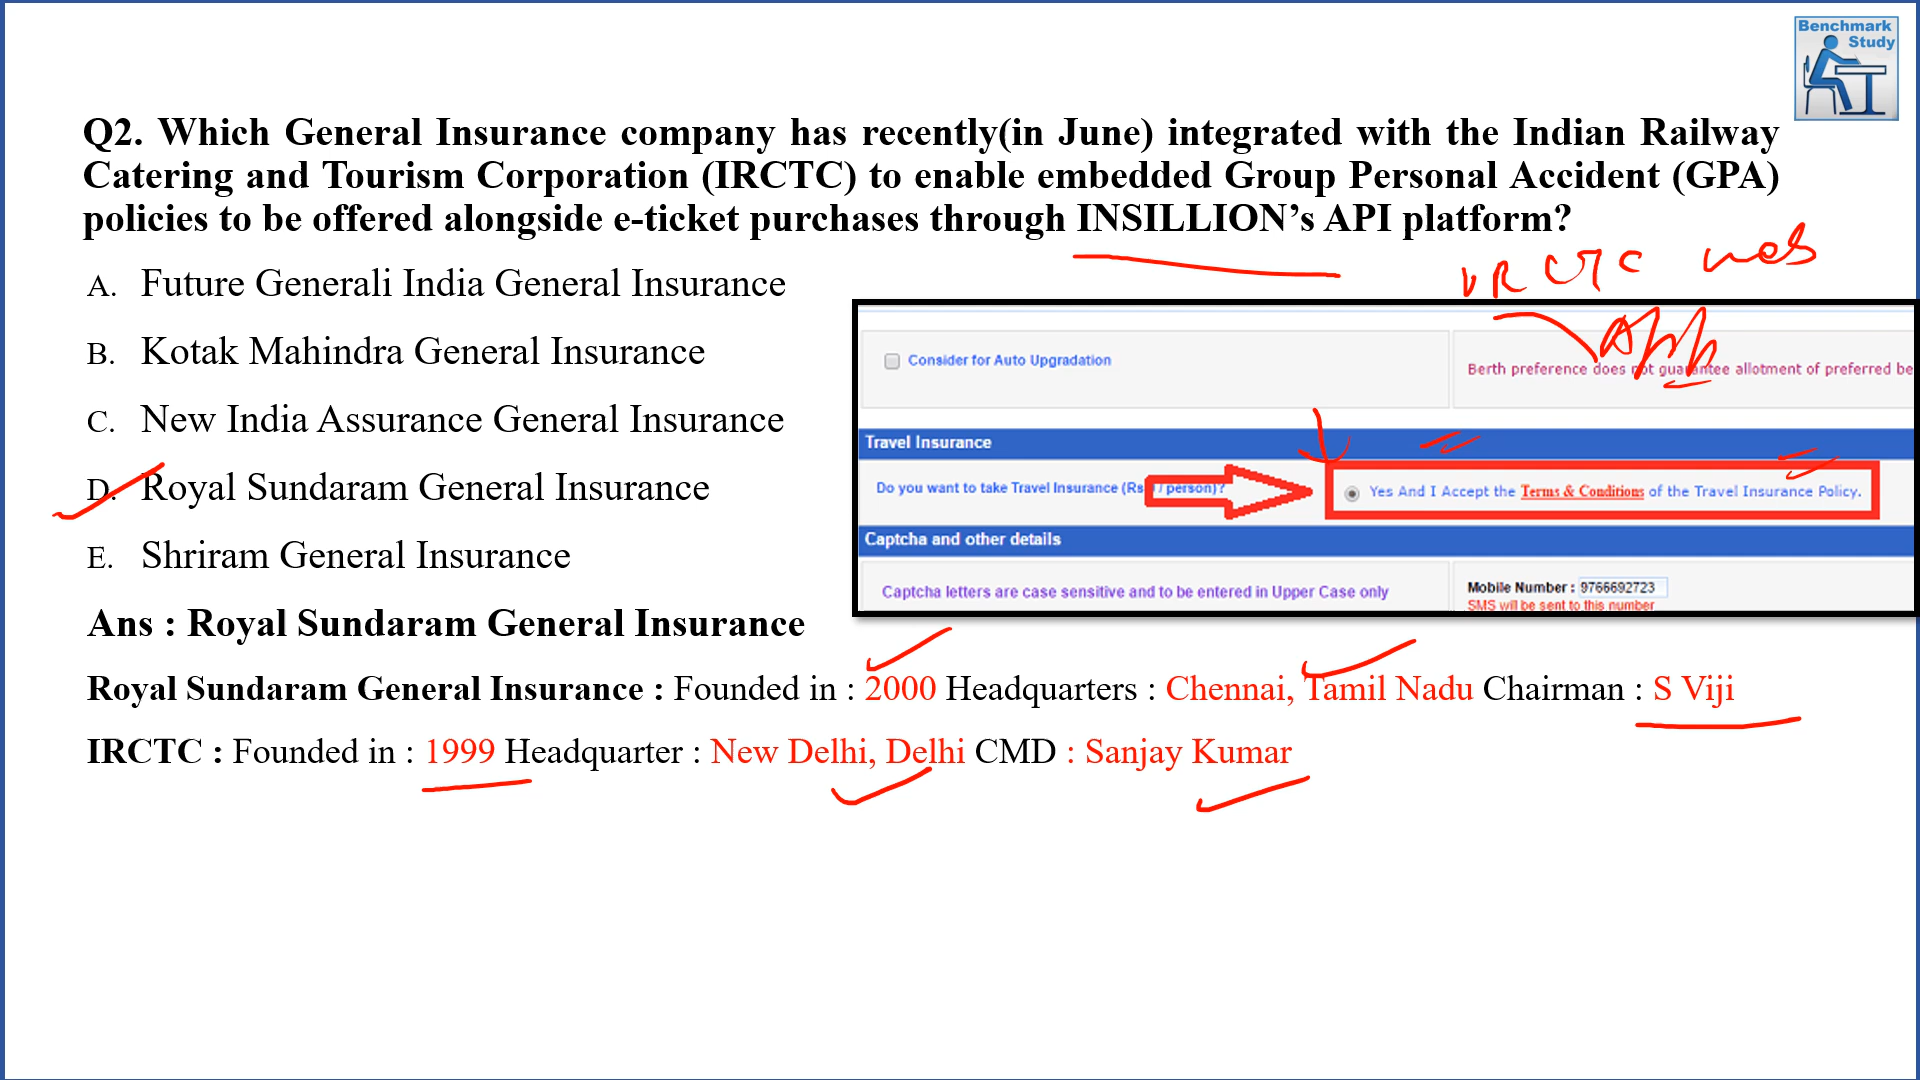 Benchmark
Study
Q2. Which General Insurance company has recently(in June) integrated with the Indian Railway
Catering and Tourism Corporation (IRCTC) to enable embedded Group Personal Accident (GPA)
policies to be offered alongside e-ticket purchases through INSILLION’s API platform?
IRCTC web
App
A. Future Generali India General Insurance
B. Kotak Mahindra General Insurance
C. New India Assurance General Insurance
D. Royal Sundaram General Insurance
E. Shriram General Insurance
Consider for Auto Upgradation
Berth preference does not guarantee allotment of preferred be
Travel Insurance
Do you want to take Travel Insurance (Rs / person)?
Yes And I Accept the Terms & Conditions of the Travel Insurance Policy.
Captcha and other details
Captcha letters are case sensitive and to be entered in Upper Case only
Mobile Number : 9766692723
SMS will be sent to this number
Ans : Royal Sundaram General Insurance
Royal Sundaram General Insurance : Founded in : 2000 Headquarters : Chennai, Tamil Nadu Chairman : S Viji
IRCTC : Founded in : 1999 Headquarter : New Delhi, Delhi CMD : Sanjay Kumar